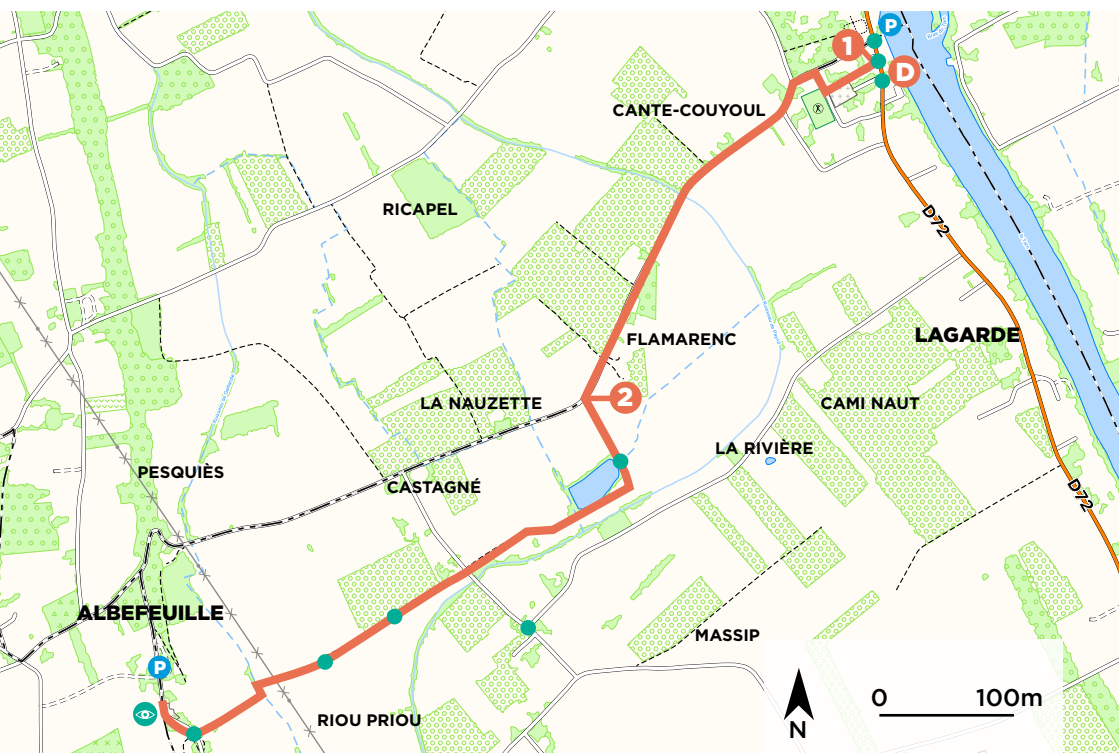 P
1
D
CANTE-COUYOUL
RICAPEL
D72
FLAMARENC
LAGARDE
LA NAUZETTE
2
CAMI NAUT
LA RIVIÈRE
PESQUIÈS
CASTAGNÉ
D72
ALBEFEUILLE
MASSIP
P
RIOU PRIOU
0 100m
N